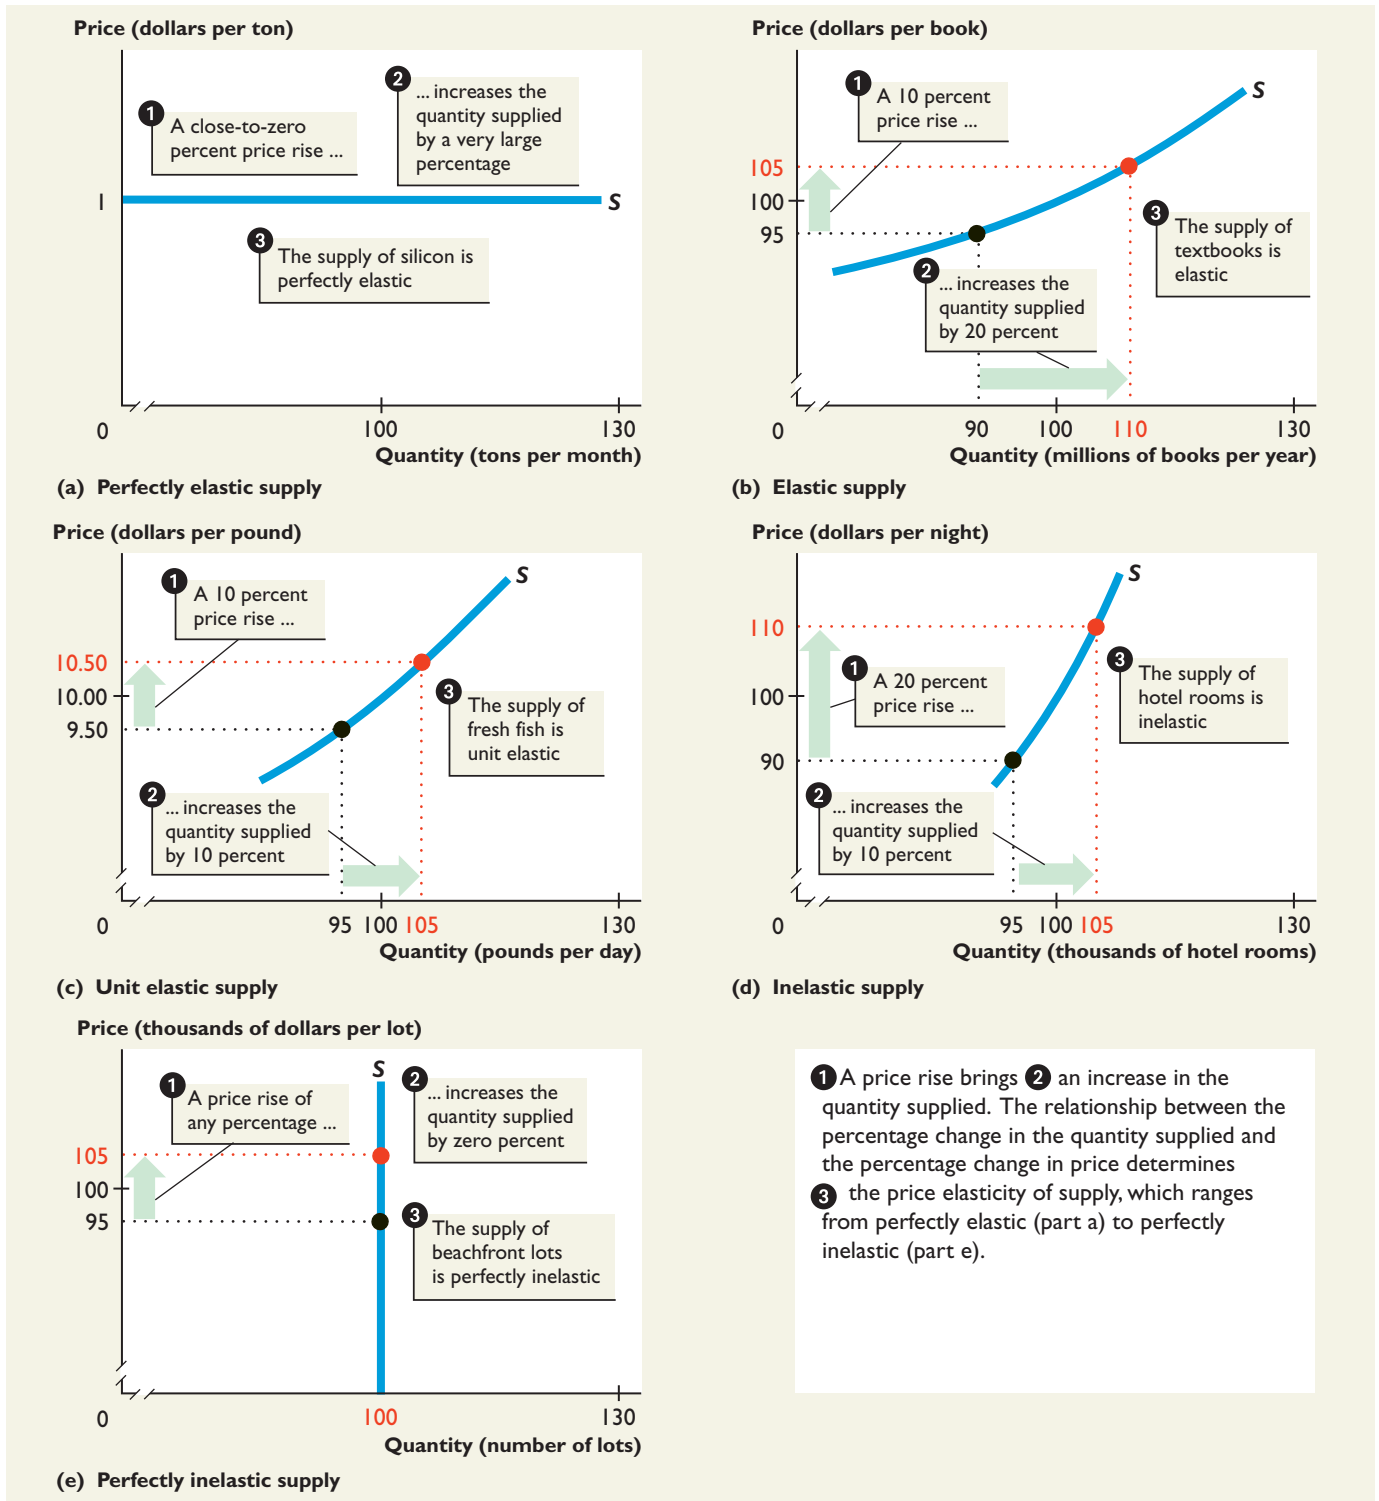 Price (dollars per ton)
1
A close-to-zero
percent price rise ...
2
... increases the
quantity supplied
by a very large
percentage
1
S
3
The supply of silicon is
perfectly elastic
0
100
130
Quantity (tons per month)
(a) Perfectly elastic supply
Price (dollars per book)
1
A 10 percent
price rise ...
S
105
100
95
3
The supply of
textbooks is
elastic
2
... increases the
quantity supplied
by 20 percent
0
90
100
110
130
Quantity (millions of books per year)
(b) Elastic supply
Price (dollars per pound)
1
A 10 percent
price rise ...
S
10.50
10.00
9.50
3
The supply of
fresh fish is
unit elastic
2
... increases the
quantity supplied
by 10 percent
0
95
100
105
130
Quantity (pounds per day)
(c) Unit elastic supply
Price (dollars per night)
S
110
100
90
1
A 20 percent
price rise ...
3
The supply of
hotel rooms is
inelastic
2
... increases the
quantity supplied
by 10 percent
0
95
100
105
130
Quantity (thousands of hotel rooms)
(d) Inelastic supply
Price (thousands of dollars per lot)
S
1
A price rise of
any percentage ...
2
... increases the
quantity supplied
by zero percent
105
100
95
3
The supply of
beachfront lots
is perfectly inelastic
0
100
130
Quantity (number of lots)
(e) Perfectly inelastic supply
1 A price rise brings 2 an increase in the
quantity supplied. The relationship between the
percentage change in the quantity supplied and
the percentage change in price determines
3 the price elasticity of supply, which ranges
from perfectly elastic (part a) to perfectly
inelastic (part e).